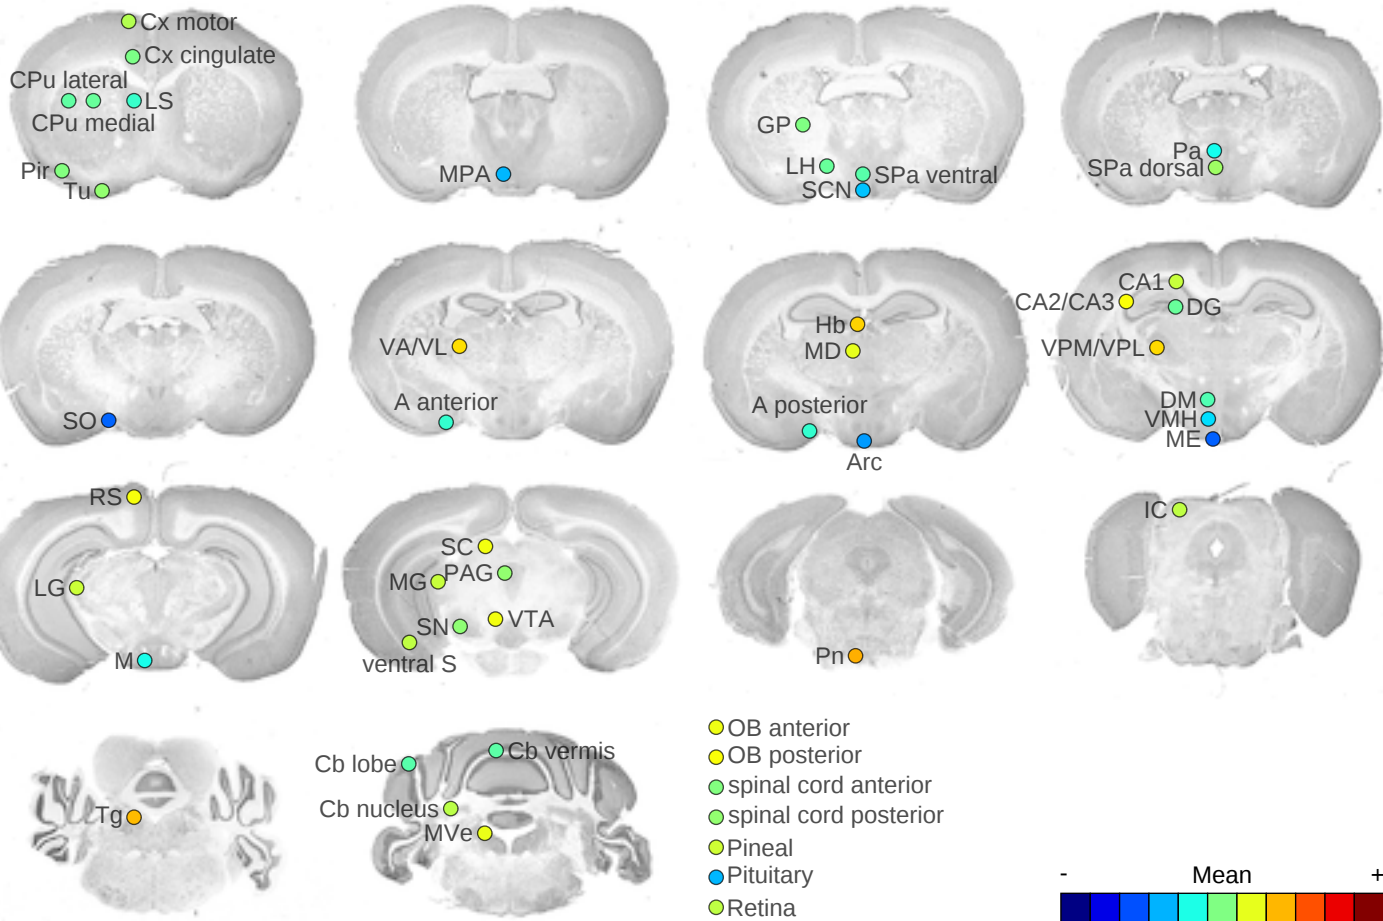 Cx motor
Cx cingulate
CPu lateral
LS
CPu medial
Pir
Tu
MPA
GP
LH
SPa ventral
SCN
Pa
SPa dorsal
SO
VA/VL
A anterior
Hb
MD
A posterior
Arc
CA1
CA2/CA3
DG
VPM/VPL
DM
VMH
ME
RS
LG
M
SC
PAG
MG
VTA
SN
ventral S
Pn
IC
Tg
Cb vermis
Cb lobe
Cb nucleus
MVe
OB anterior
OB posterior
spinal cord anterior
spinal cord posterior
Pineal
Pituitary
Retina
- Mean +